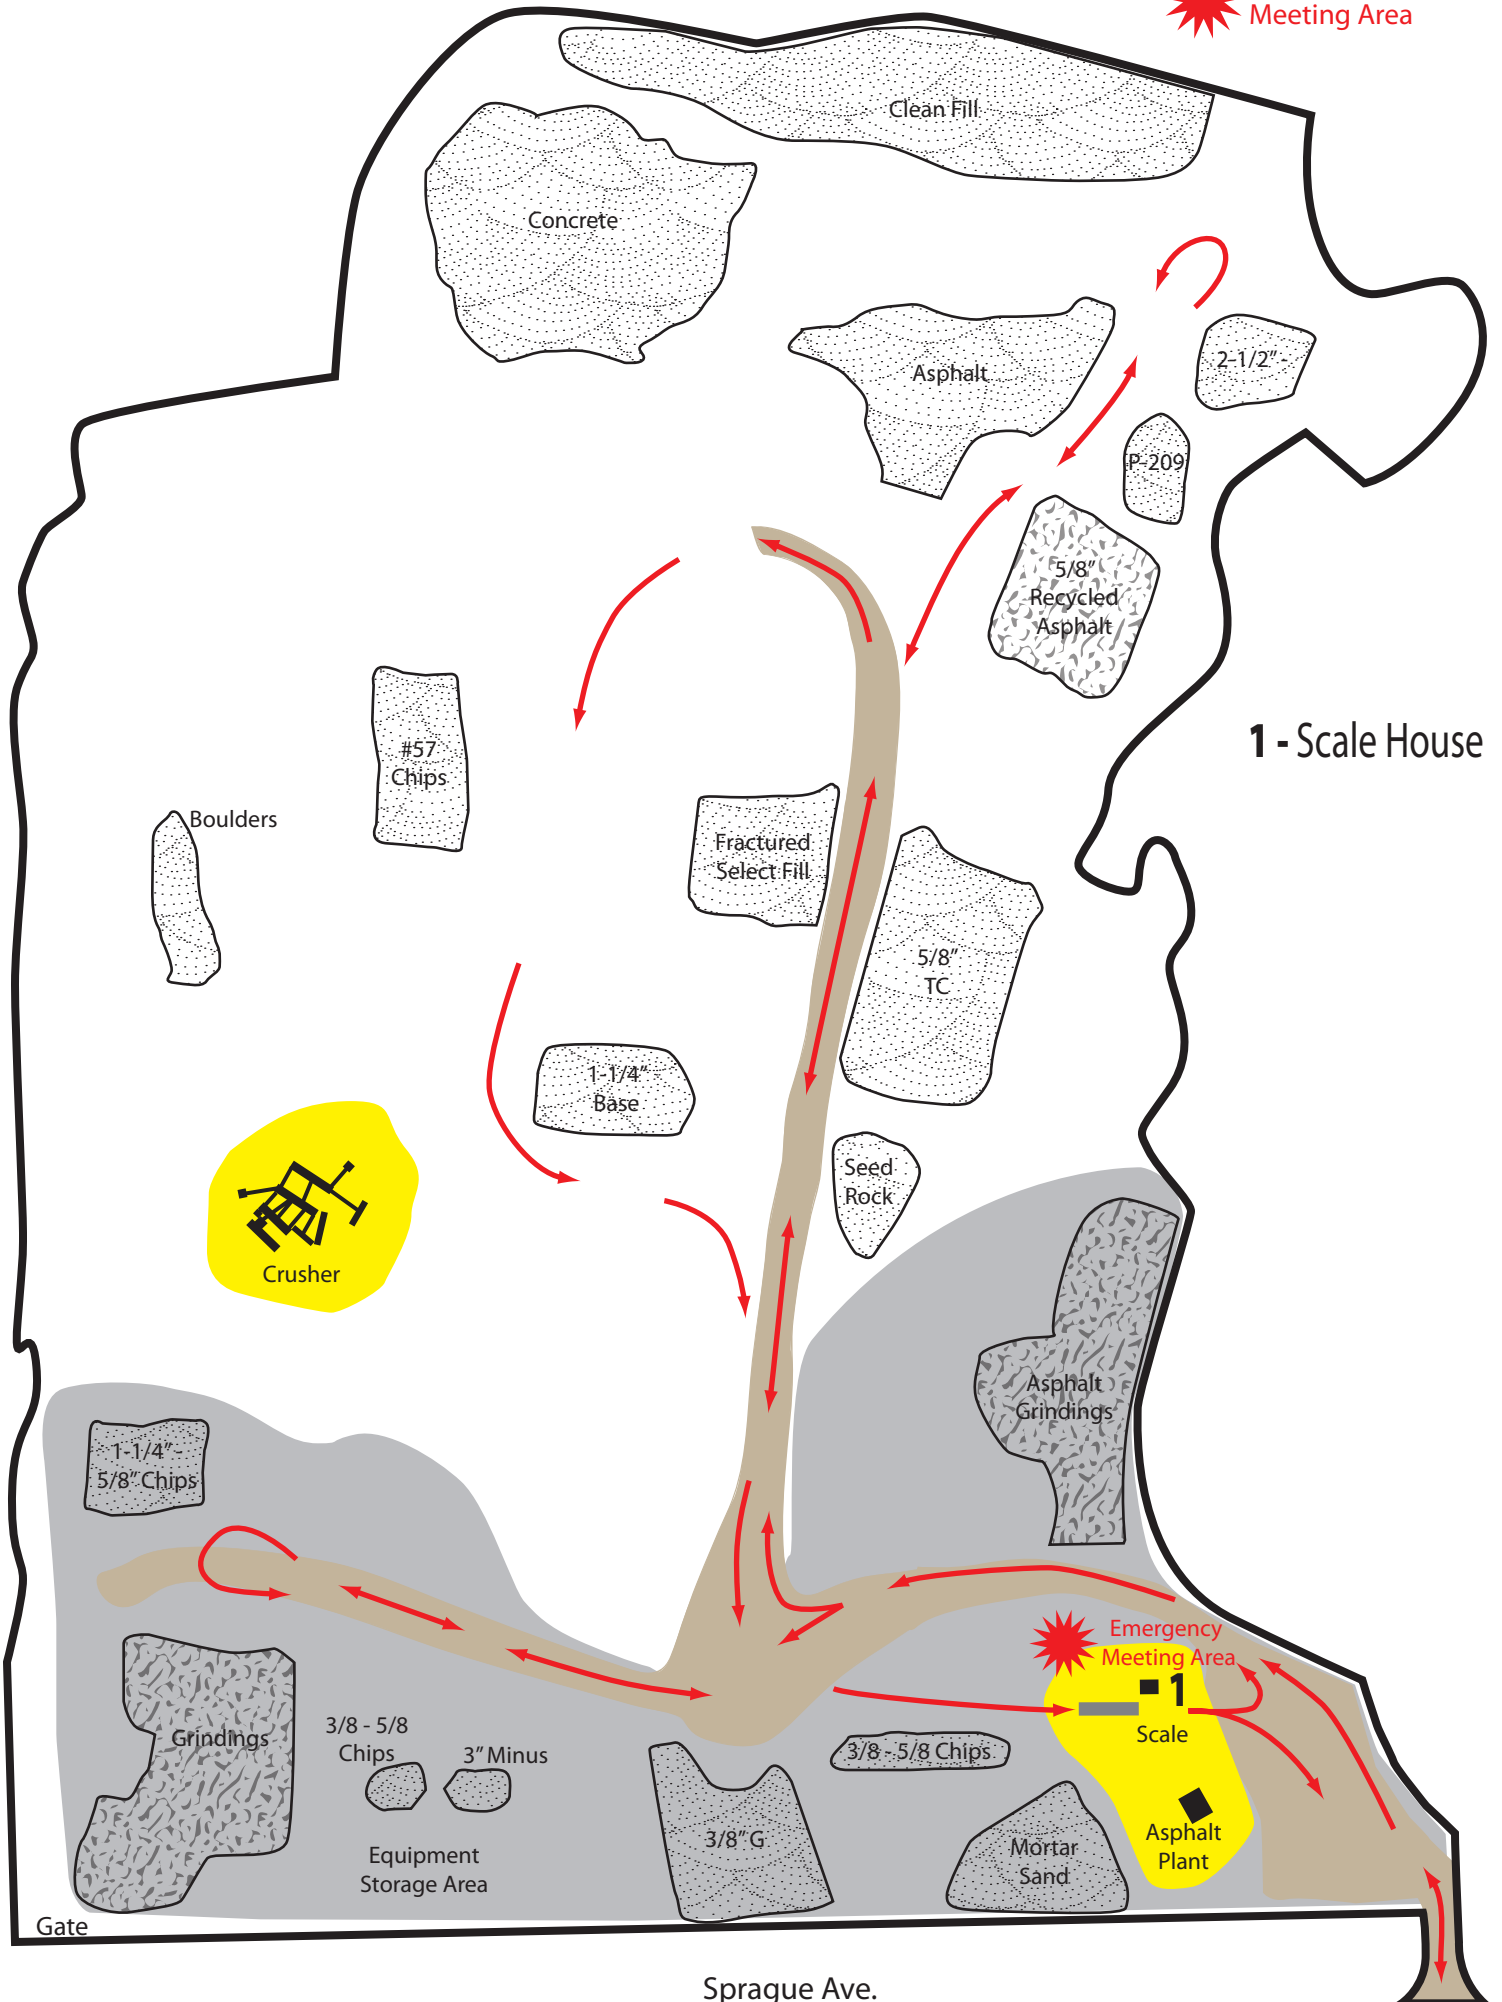 Meeting Area
Clean Fill
Concrete
2-1/2" -
Asphalt
P-209
5/8"
Recycled
Asphalt
1 - Scale House
#57
Chips
Boulders
Fractured
Select Fill
5/8"
TC
1-1/4"
Base
Seed
Rock
Crusher
Asphalt
Grindings
1-1/4" -
5/8" Chips
Emergency
Meeting Area
1
Scale
Grindings
3/8 - 5/8
Chips
3" Minus
3/8 - 5/8 Chips
3/8" G
Mortar
Sand
Asphalt
Plant
Equipment
Storage Area
Gate
Sprague Ave.